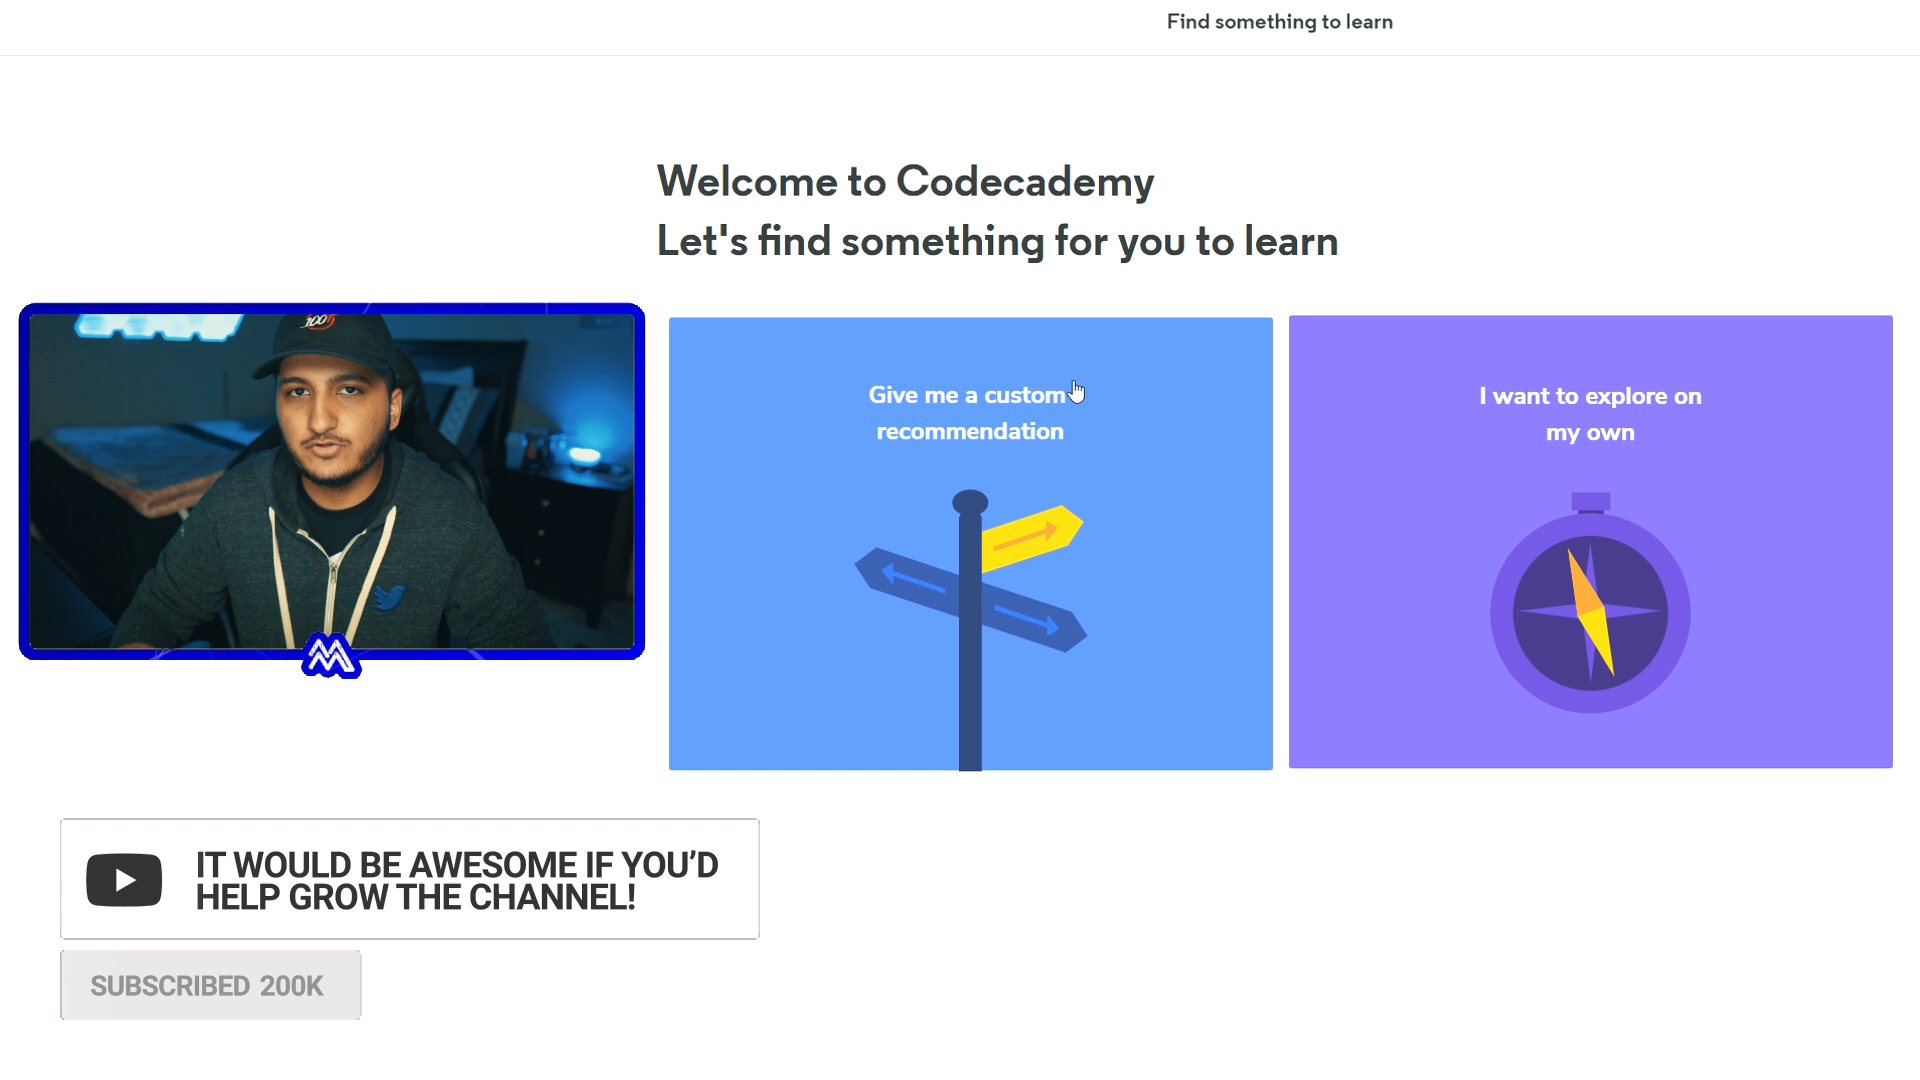 Find something to learn
Welcome to Codecademy
Let's find something for you to learn
100T
Give me a custom
recommendation
I want to explore on
my own
IT WOULD BE AWESOME IF YOU'D
HELP GROW THE CHANNEL!
SUBSCRIBED 200K